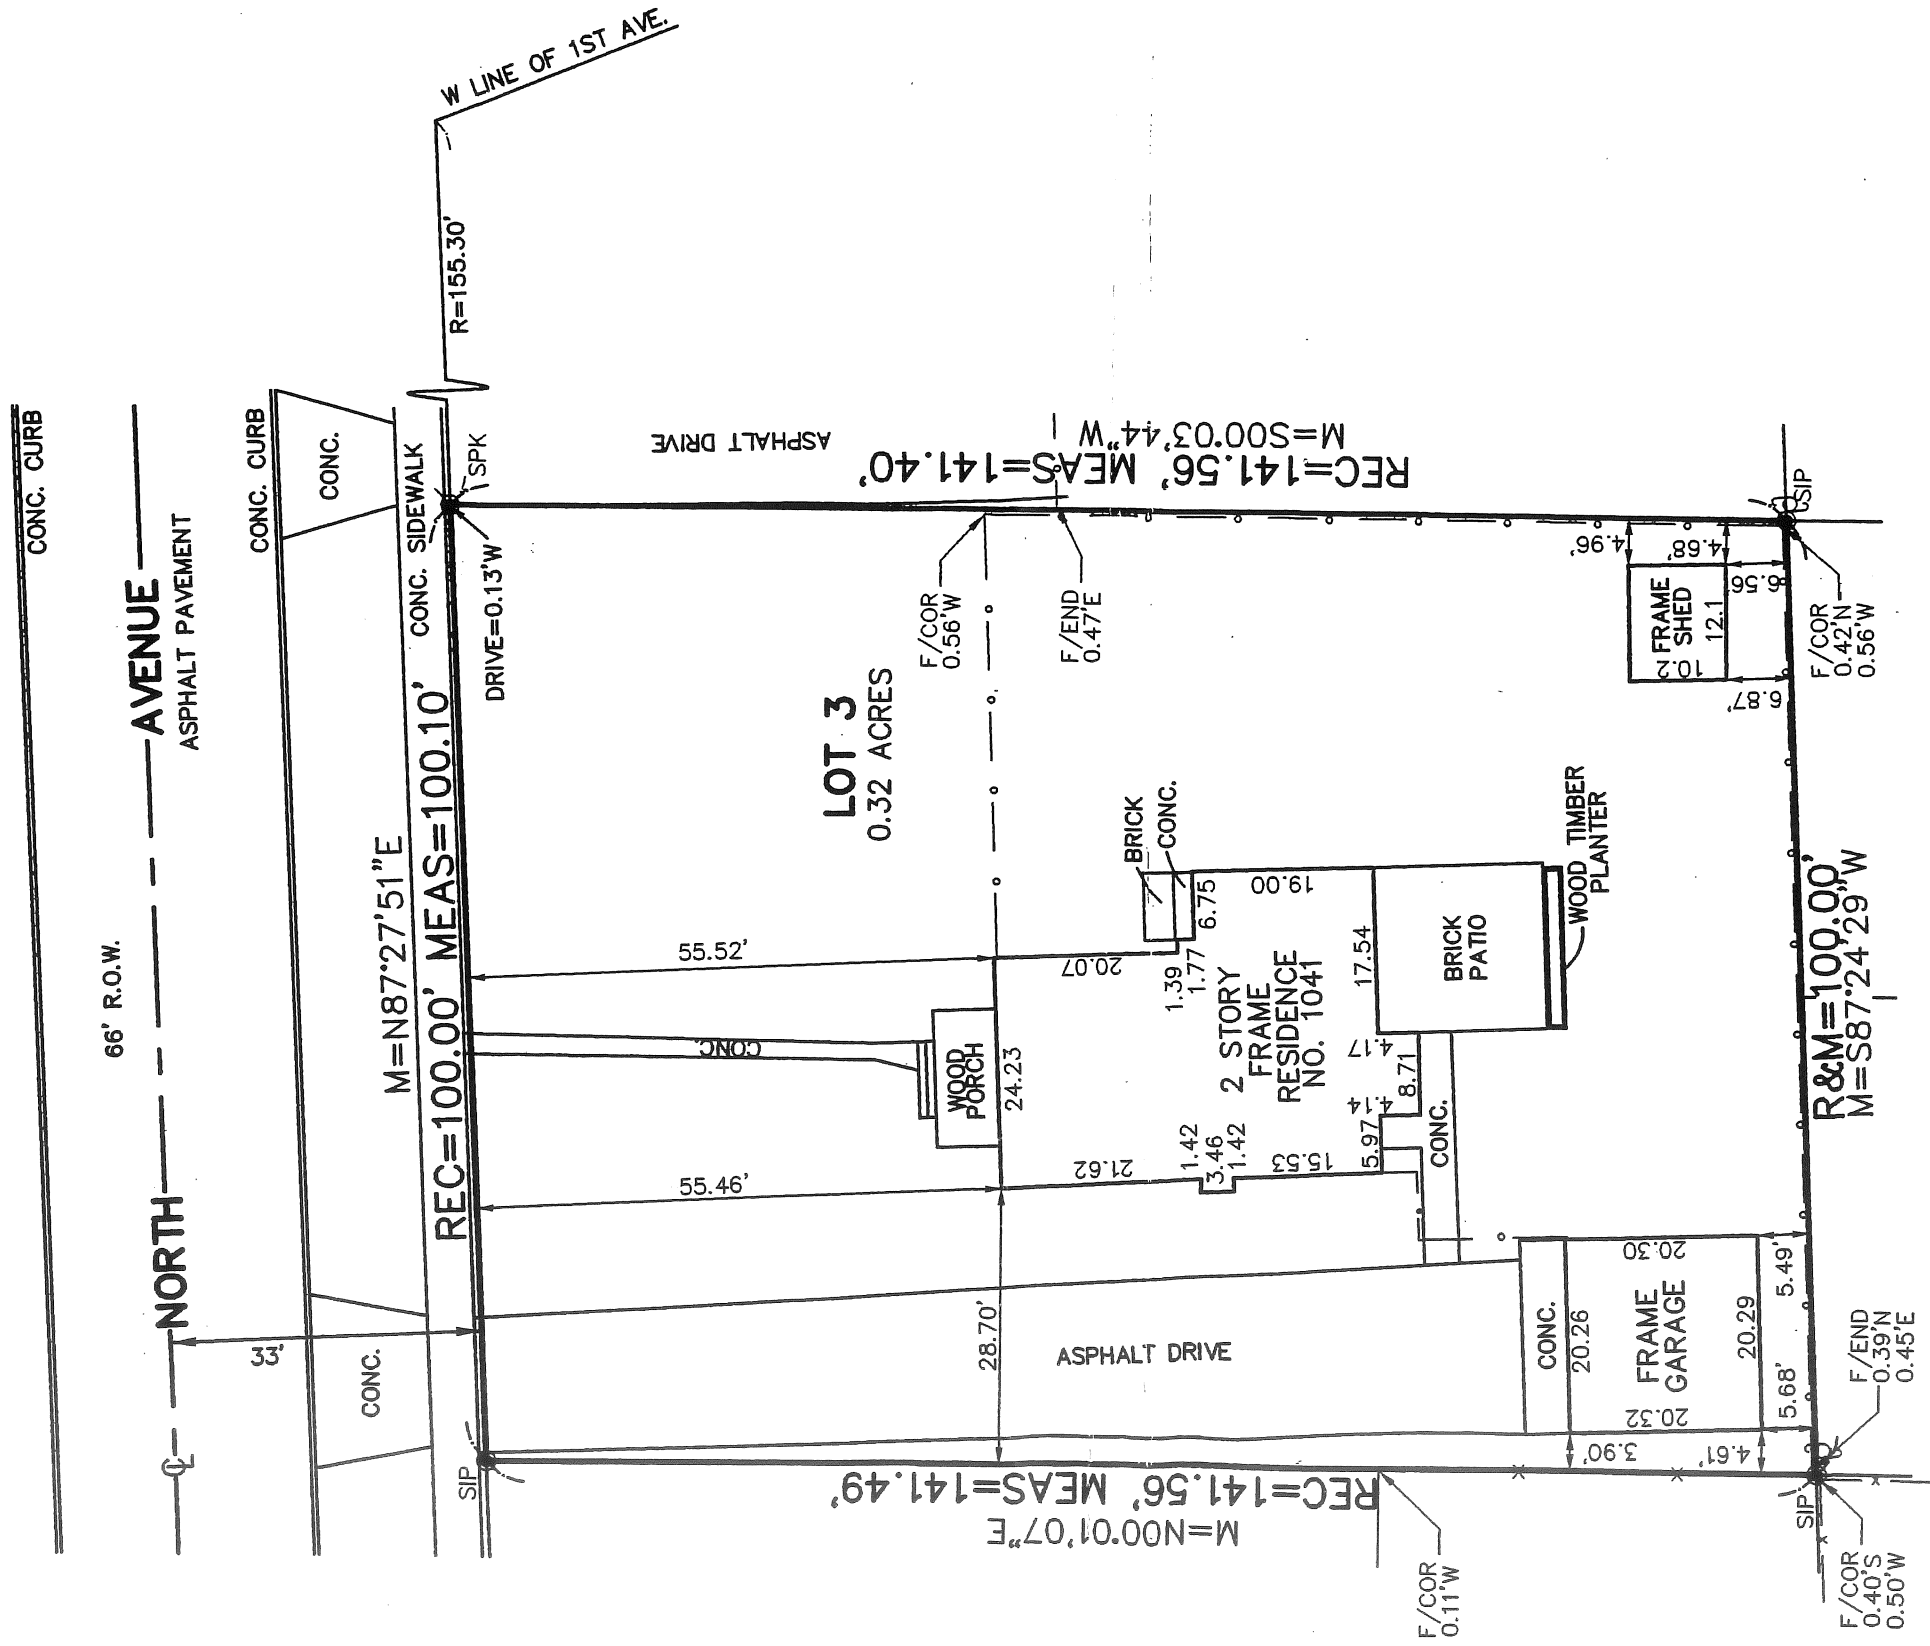 W LINE OF 1ST AVE.
R=155.30'
CONC. CURB
66' R.O.W.
NORTH AVENUE
ASPHALT PAVEMENT
CONC. CURB
CONC.
CONC.
33'
CONC. SIDEWALK
SPK
DRIVE=0.13'W
M=N87°27'51"E
REC=100.00' MEAS=100.10'
SIP
ASPHALT DRIVE
M=S00°03'44"W
REC=141.56' MEAS=141.40'
F/COR
0.56'W
F/END
0.47'E
LOT 3
0.32 ACRES
55.52'
55.46'
CONC.
WOOD
PORCH
24.23
20.07
21.62
BRICK
CONC.
6.75
1.39
1.77
19.00
2 STORY
FRAME
RESIDENCE
NO. 1041
1.42
3.46
1.42
15.53
17.54
4.17
8.71
4.14
5.97
CONC.
BRICK
PATIO
WOOD TIMBER
PLANTER
4.96'
4.68'
FRAME
SHED
10.2
12.1
6.56'
6.87'
SIP
F/COR
0.42'N
0.56'W
28.70'
ASPHALT DRIVE
CONC.
20.26
20.30
FRAME
GARAGE
20.29
20.32
5.49'
5.68'
3.90'
4.61'
R&M=100.00'
M=S87°24'29"W
F/END
0.39'N
0.45'E
REC=141.56' MEAS=141.49'
M=N00°01'07"E
F/COR
0.11'W
SIP
F/COR
0.40'S
0.50'W